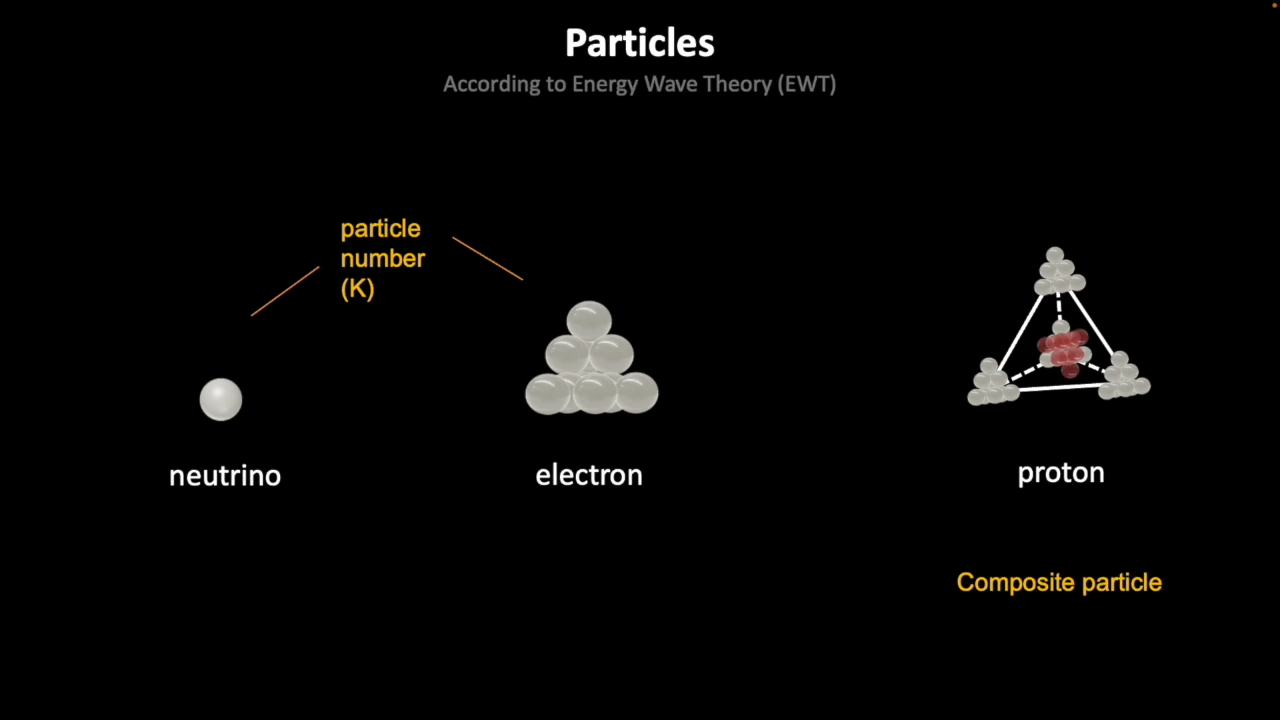 Particles
According to Energy Wave Theory (EWT)
particle
number
(K)
neutrino
electron
proton
Composite particle